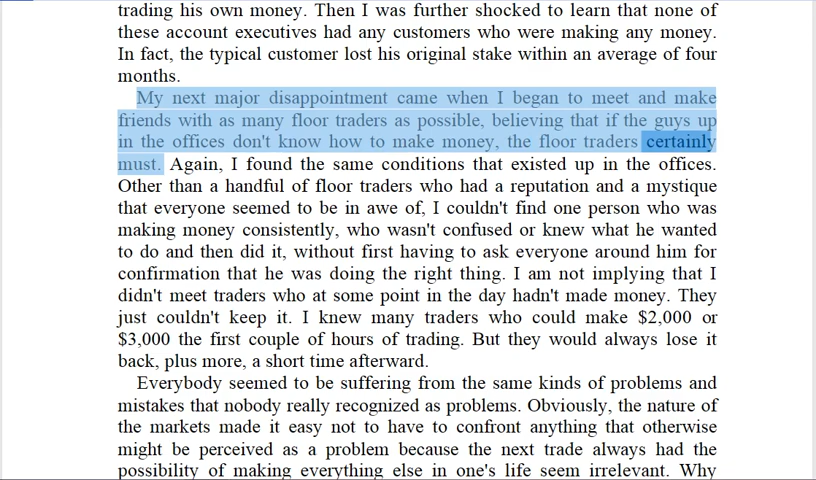 trading his own money. Then I was further shocked to learn that none of
these account executives had any customers who were making any money.
In fact, the typical customer lost his original stake within an average of four
months.
My next major disappointment came when I began to meet and make
friends with as many floor traders as possible, believing that if the guys up
in the offices don't know how to make money, the floor traders certainly
must. Again, I found the same conditions that existed up in the offices.
Other than a handful of floor traders who had a reputation and a mystique
that everyone seemed to be in awe of, I couldn't find one person who was
making money consistently, who wasn't confused or knew what he wanted
to do and then did it, without first having to ask everyone around him for
confirmation that he was doing the right thing. I am not implying that I
didn't meet traders who at some point in the day hadn't made money. They
just couldn't keep it. I knew many traders who could make $2,000 or
$3,000 the first couple of hours of trading. But they would always lose it
back, plus more, a short time afterward.
Everybody seemed to be suffering from the same kinds of problems and
mistakes that nobody really recognized as problems. Obviously, the nature of
the markets made it easy not to have to confront anything that otherwise
might be perceived as a problem because the next trade always had the
possibility of making everything else in one's life seem irrelevant. Why